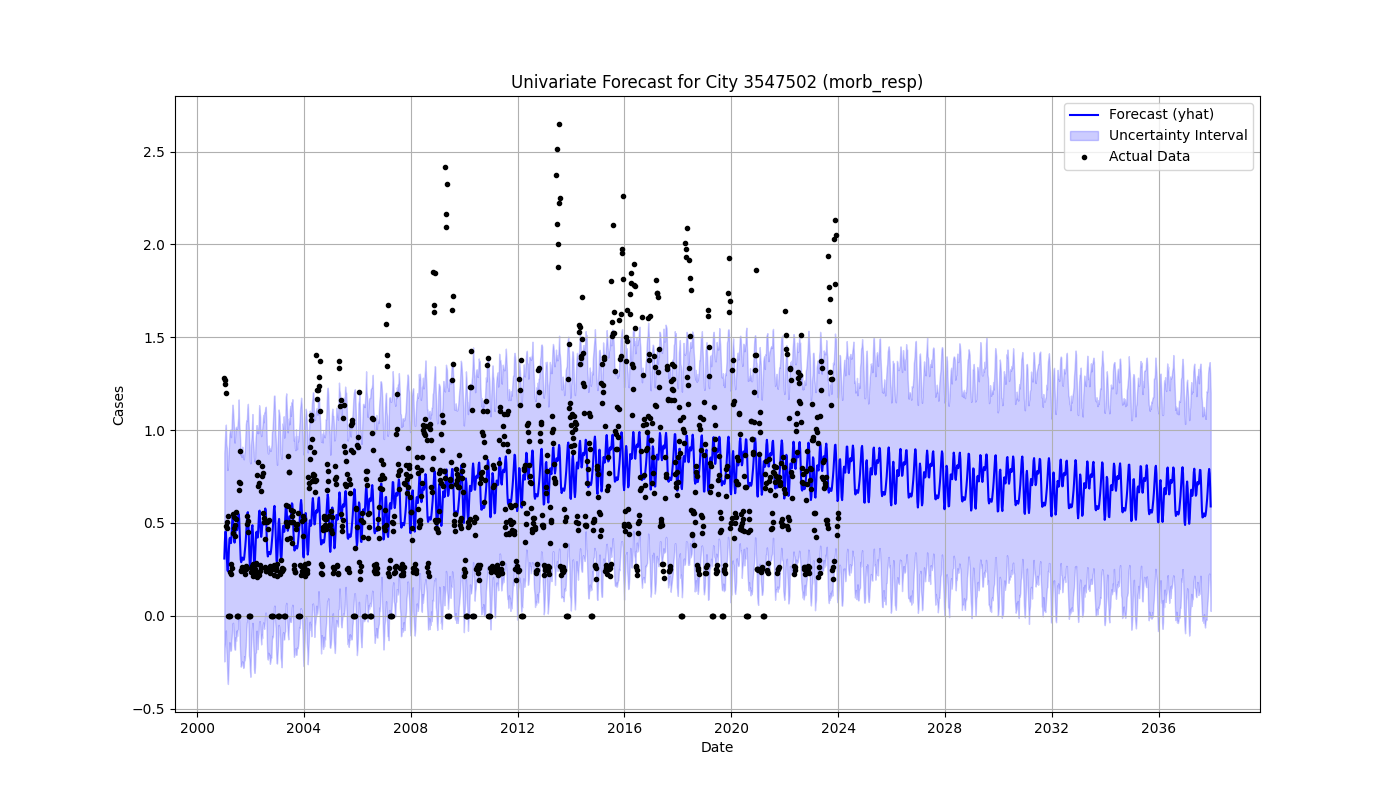 Univariate Forecast for City 3547502 (morb_resp)
Forecast (yhat)
Uncertainty Interval
Actual Data
Cases
2.5
2.0
1.5
1.0
0.5
0.0
−0.5
2000 2004 2008 2012 2016 2020 2024 2028 2032 2036
Date